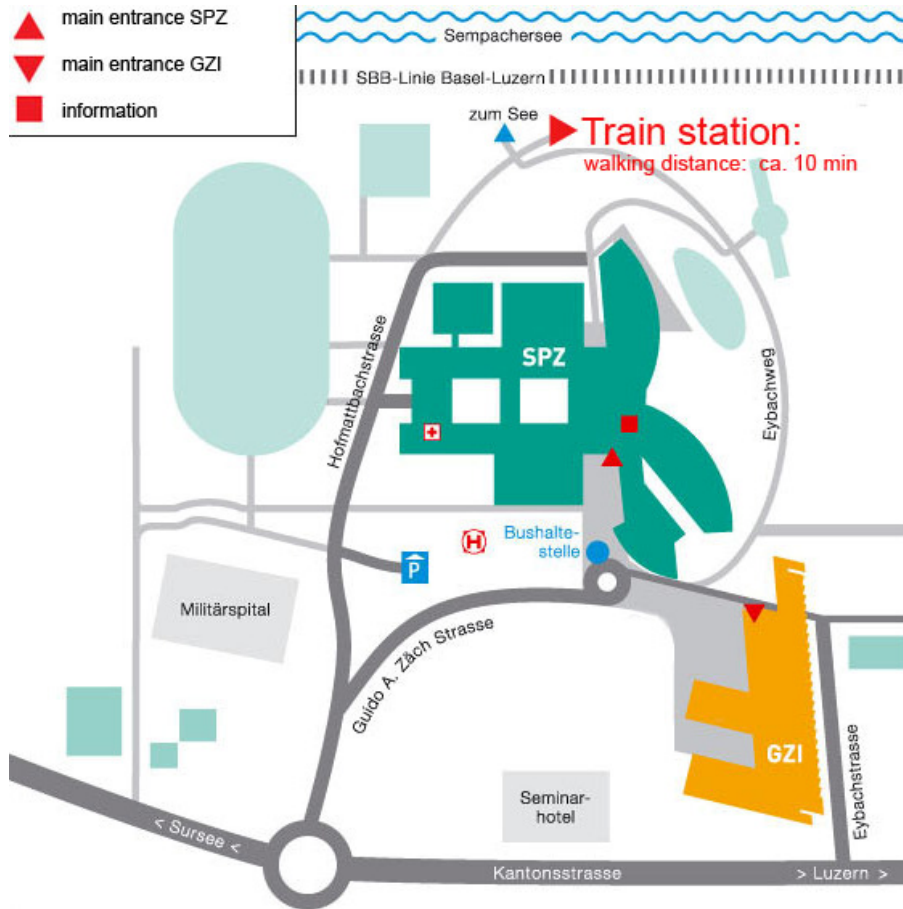 main entrance SPZ
main entrance GZI
information
Sempachersee
SBB-Linie Basel-Luzern
zum See
Train station:
walking distance: ca. 10 min
Hofmattbachstrasse
SPZ
Eybachweg
Bushalte-
stelle
H
P
Militärspital
Guido A. Zäch Strasse
GZI
Eybachstrasse
Seminar-
hotel
< Sursee <
Kantonsstrasse
> Luzern >